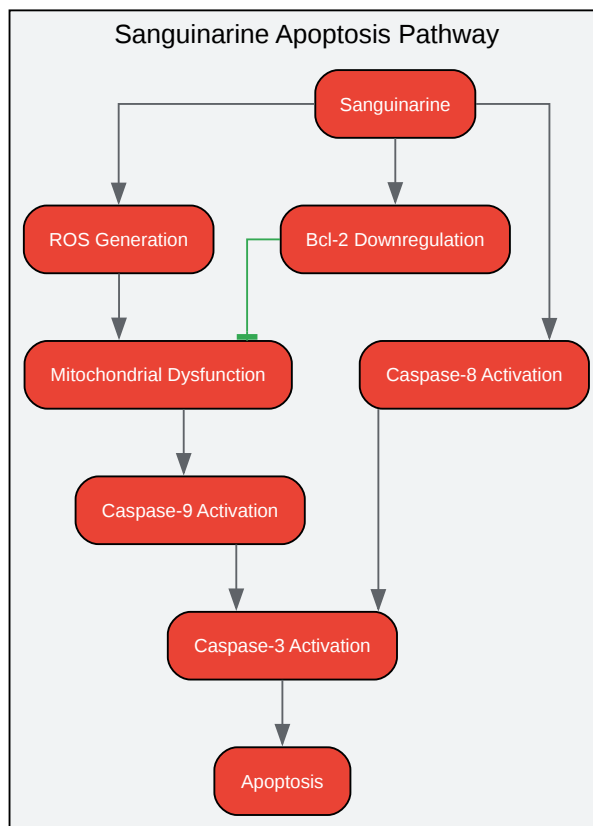 Sanguinarine Apoptosis Pathway
Sanguinarine
ROS Generation
Bcl-2 Downregulation
Mitochondrial Dysfunction
Caspase-8 Activation
Caspase-9 Activation
Caspase-3 Activation
Apoptosis